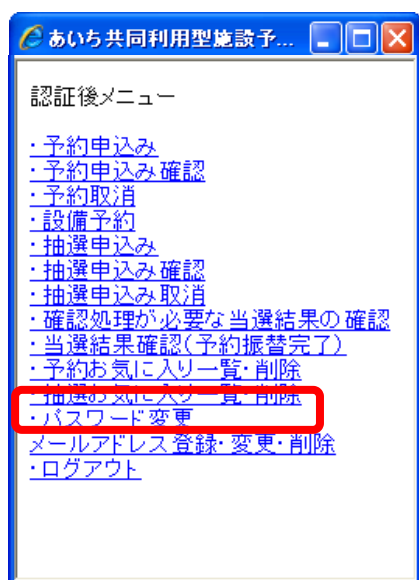 あいち共同利用型施設予...
認証後メニュー
・予約申込み
・予約申込み確認
・予約取消
・設備予約
・抽選申込み
・抽選申込み確認
・抽選申込み取消
・確認処理が必要な当選結果の確認
・当選結果確認(予約振替完了)
・予約お気に入り一覧・削除
・抽選お気に入り一覧・削除
・パスワード変更
メールアドレス登録・変更・削除
・ログアウト